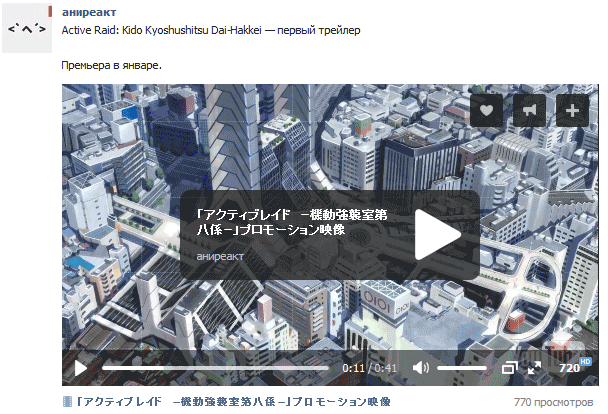 <`ヘ´>
аниреакт
Active Raid: Kido Kyoshushitsu Dai-Hakkei — первый трейлер
Премьера в январе.
「アクティブレイド －機動強襲室第
八係－」プロモーション映像
аниреакт
OIOI
0:11 / 0:41
720 HD
「アクティブレイド －機動強襲室第八係－」プロモーション映像
770 просмотров